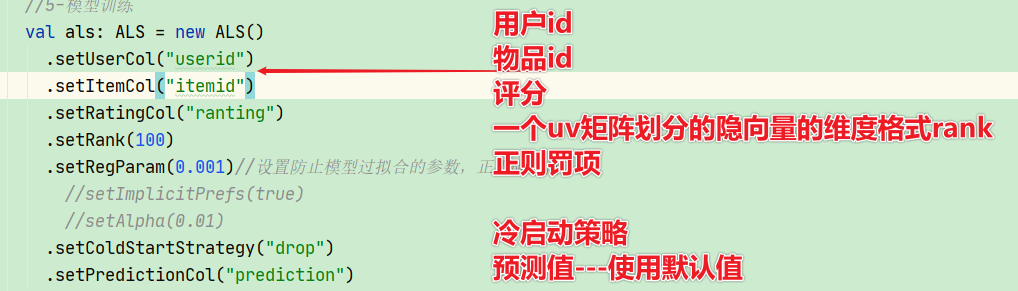 //5-模型训练
val als: ALS = new ALS()
.setUserCol("userid")
.setItemCol("itemid")
.setRatingCol("ranting")
.setRank(100)
.setRegParam(0.001)//设置防止模型过拟合的参数，正
//setImplicitPrefs(true)
//setAlpha(0.01)
.setColdStartStrategy("drop")
.setPredictionCol("prediction")
用户id
物品id
评分
一个uv矩阵划分的隐向量的维度格式rank
正则罚项
冷启动策略
预测值---使用默认值